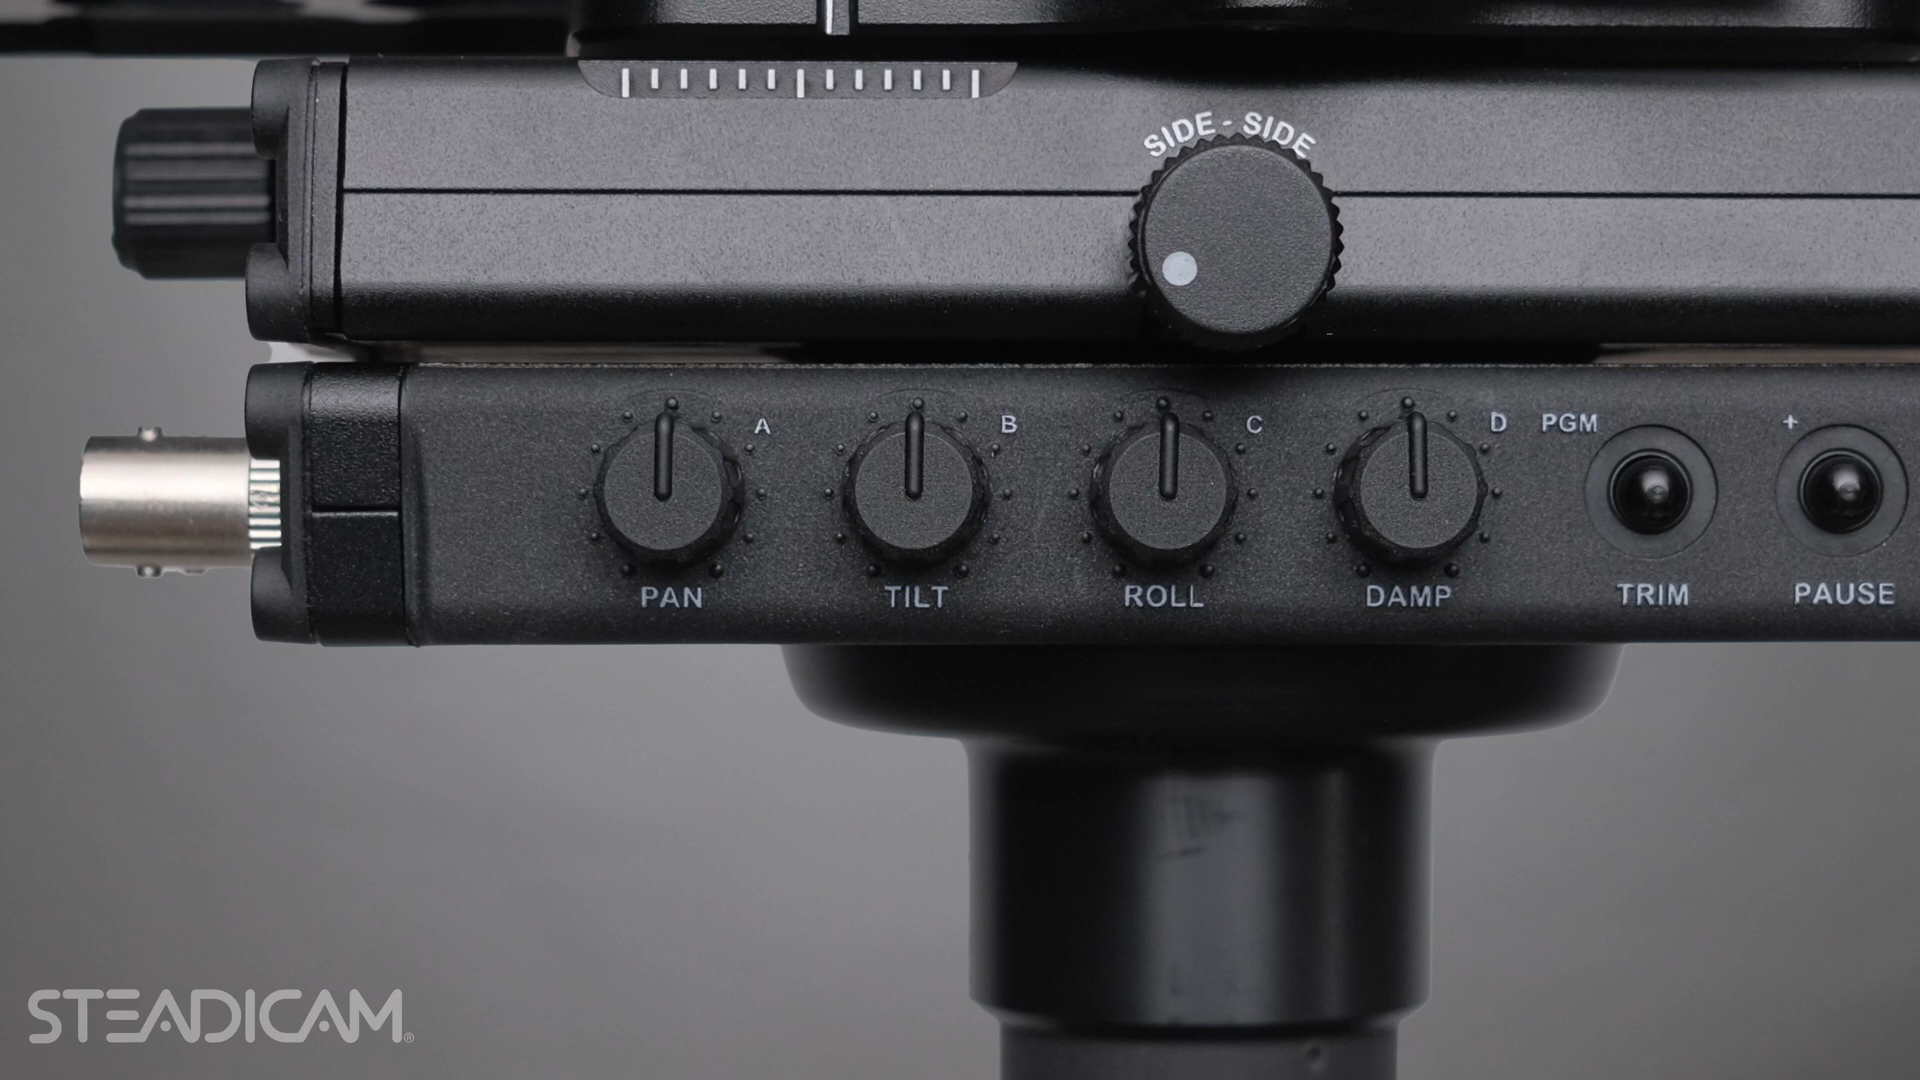 SIDE - SIDE
A B C D PGM +
PAN TILT ROLL DAMP TRIM PAUSE
STEADICAM®